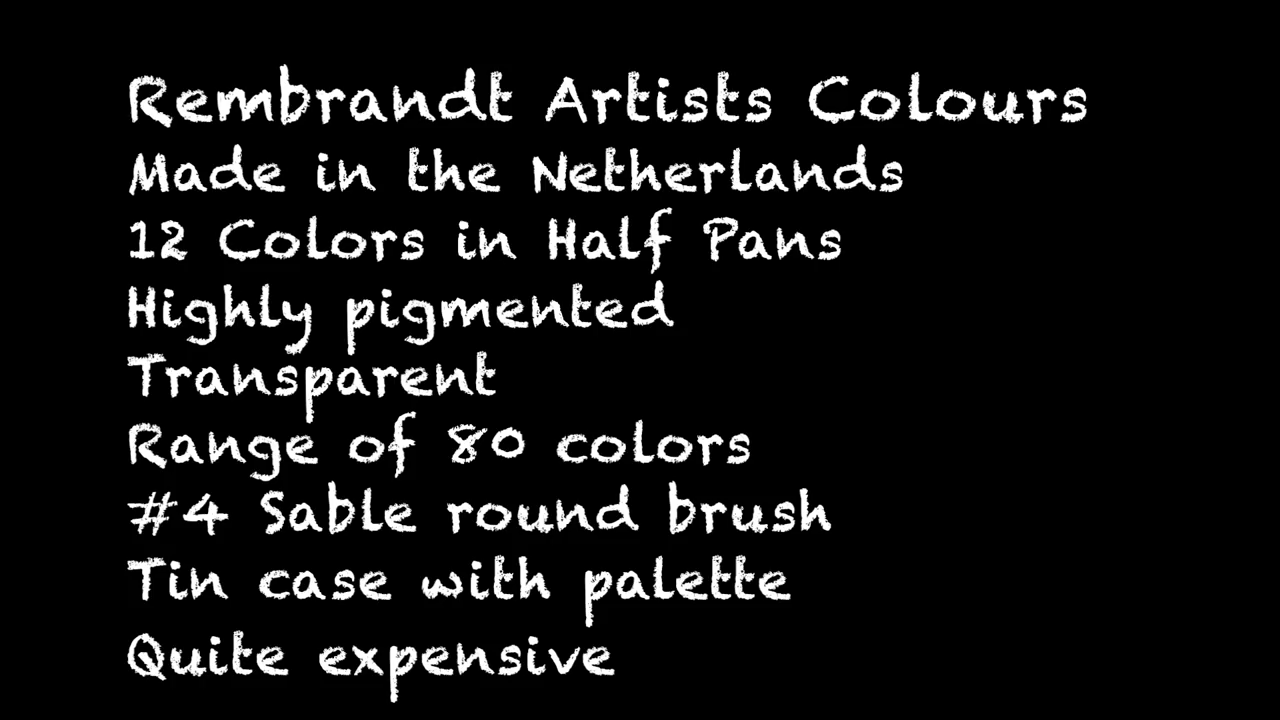 Rembrandt Artists Colours
Made in the Netherlands
12 Colors in Half Pans
Highly pigmented
Transparent
Range of 80 colors
#4 Sable round brush
Tin case with palette
Quite expensive